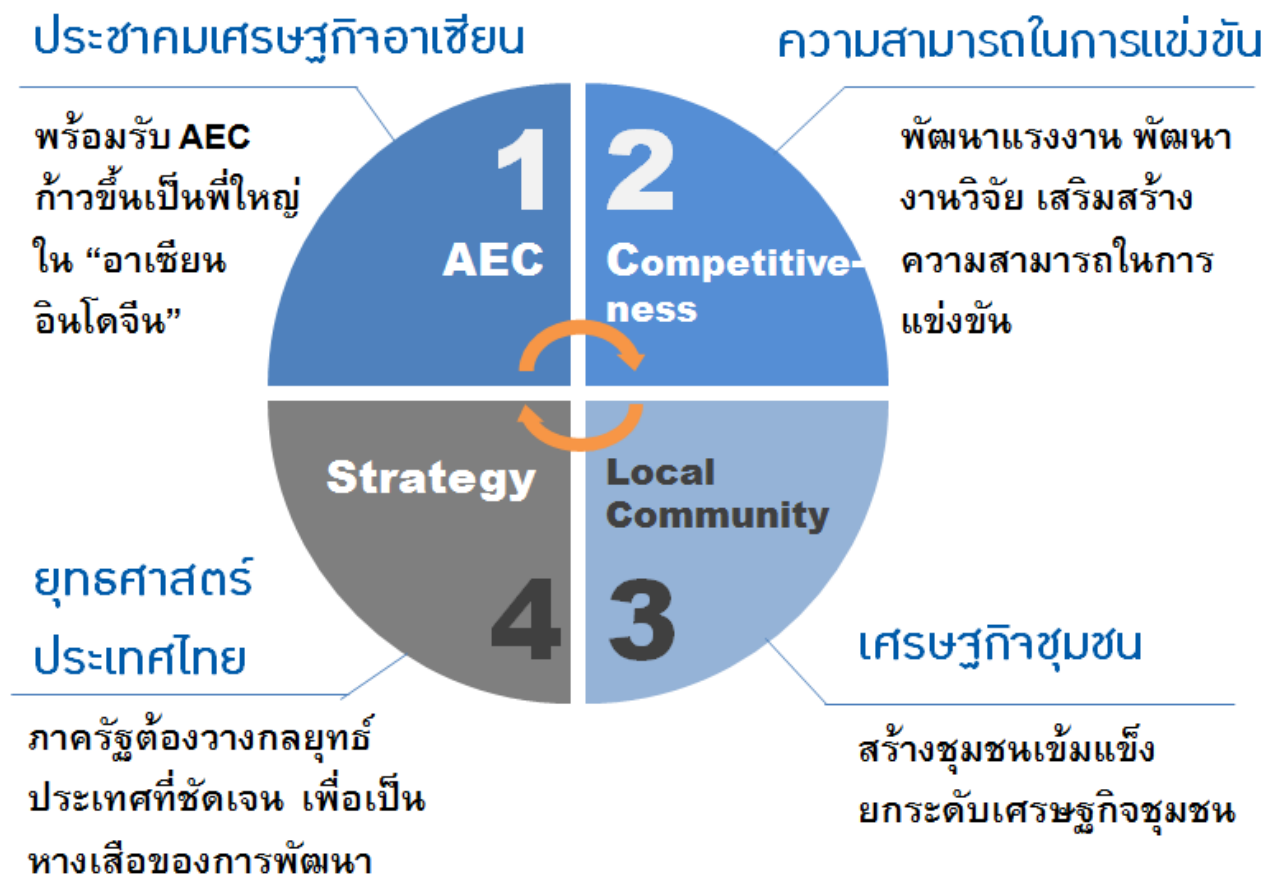 ประชาคมเศรษฐกิจอาเซียน
พร้อมรับ AEC
ก้าวขึ้นเป็นพี่ใหญ่
ใน “อาเซียน
อินโดจีน”
1
AEC
ความสามารถในการแข่งขัน
พัฒนาแรงงาน พัฒนา
งานวิจัย เสริมสร้าง
ความสามารถในการ
แข่งขัน
2
Competitive-
ness
Strategy
4
ยุทธศาสตร์
ประเทศไทย
ภาครัฐต้องวางกลยุทธ์
ประเทศที่ชัดเจน เพื่อเป็น
หางเสือของการพัฒนา
Local
Community
3
เศรษฐกิจชุมชน
สร้างชุมชนเข้มแข็ง
ยกระดับเศรษฐกิจชุมชน